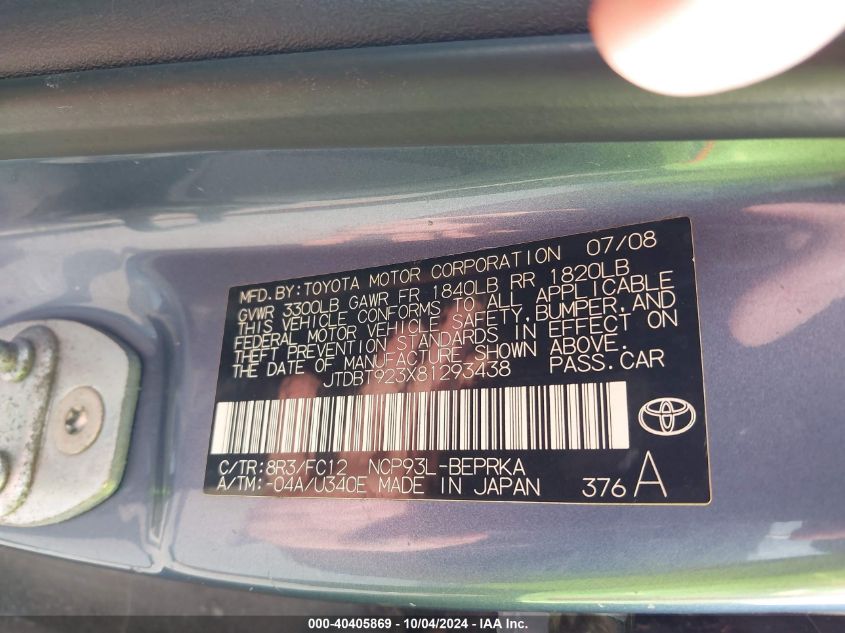 MFD. BY: TOYOTA MOTOR CORPORATION 07/08
GVWR 3300LB GAWR FR 1840LB RR 1820LB
THIS VEHICLE CONFORMS TO ALL APPLICABLE
FEDERAL MOTOR VEHICLE SAFETY, BUMPER, AND
THEFT PREVENTION STANDARDS IN EFFECT ON
THE DATE OF MANUFACTURE SHOWN ABOVE.
JTDBT923X81293438 PASS. CAR
C/TR: 8R3/FC12 NCP93L-BEPRKA
A/TM: -04A/U340E MADE IN JAPAN 376 A
000-40405869 - 10/04/2024 - IAA Inc.